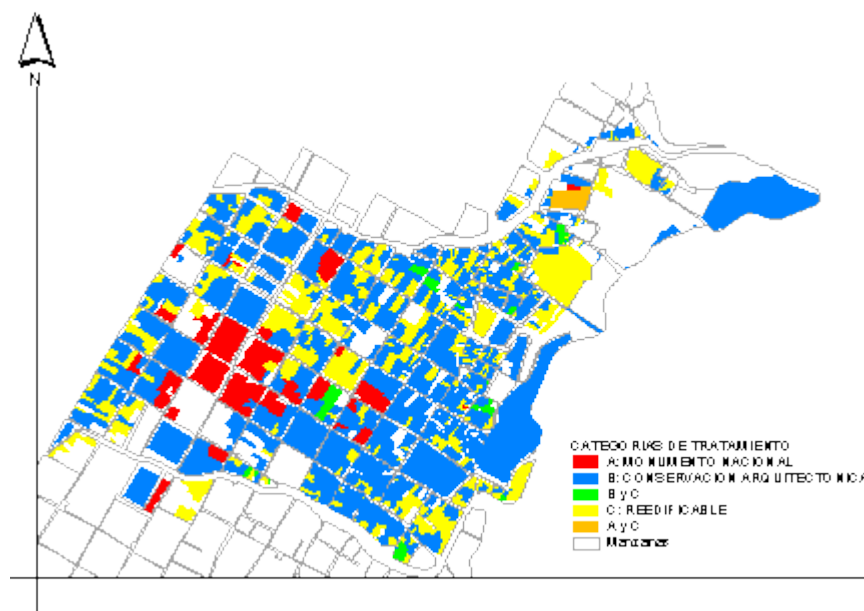 N
CATEGORIAS DE TRATAMIENTO
A: MONUMENTO NACIONAL
B: CONSERVACION ARQUITECTONICA
B y C
C: REEDIFICABLE
A y C
Manzanas